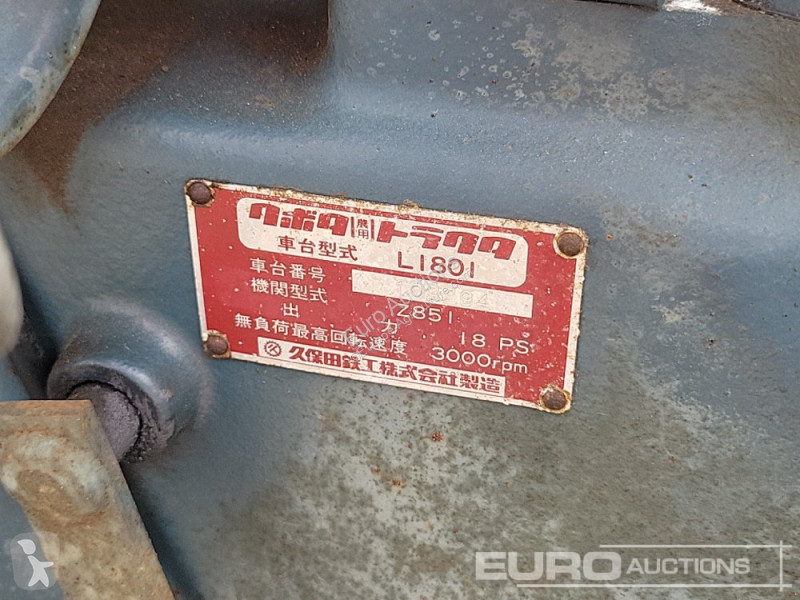 クボタ農用トラクタ
車台型式 L1801
車台番号
機関型式 Z851
出力 18 PS
無負荷最高回転速度 3000rpm
久保田鉄工株式会社製造
EURO AUCTIONS